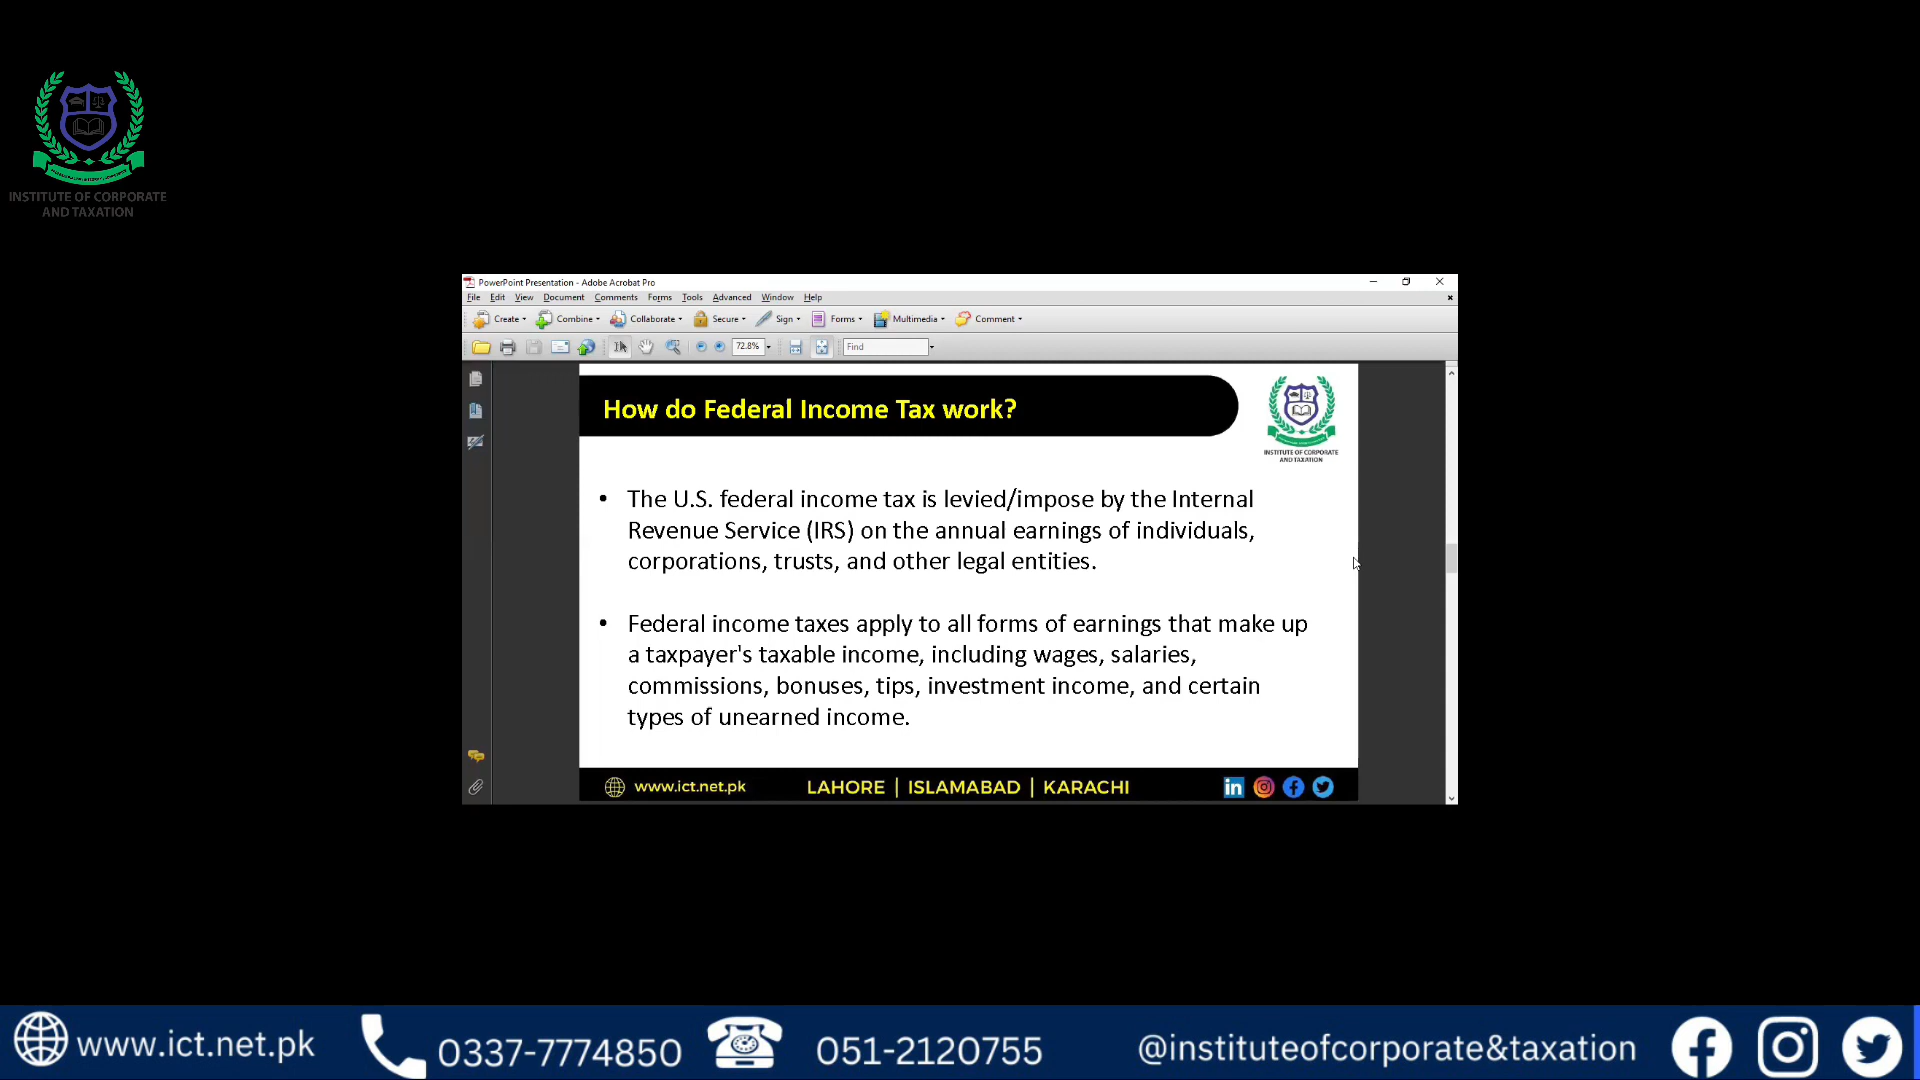 INSTITUTE OF CORPORATE
AND TAXATION
PowerPoint Presentation - Adobe Acrobat Pro
File Edit View Document Comments Forms Tools Advanced Window Help
Create Combine Collaborate Secure Sign Forms Multimedia Comment
72.8% Find
How do Federal Income Tax work?
INSTITUTE OF CORPORATE
AND TAXATION
• The U.S. federal income tax is levied/impose by the Internal
Revenue Service (IRS) on the annual earnings of individuals,
corporations, trusts, and other legal entities.
• Federal income taxes apply to all forms of earnings that make up
a taxpayer's taxable income, including wages, salaries,
commissions, bonuses, tips, investment income, and certain
types of unearned income.
www.ict.net.pk LAHORE | ISLAMABAD | KARACHI
www.ict.net.pk 0337-7774850 051-2120755 @instituteofcorporate&taxation